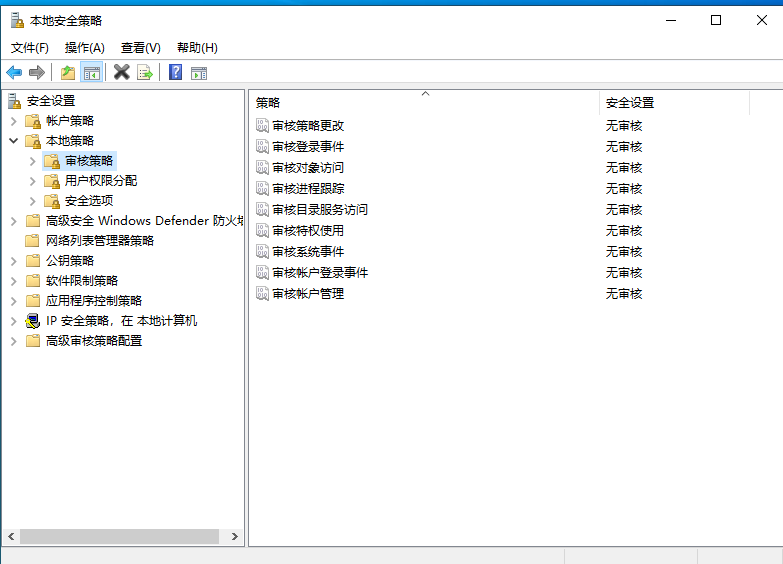 本地安全策略
文件(F) 操作(A) 查看(V) 帮助(H)
安全设置
帐户策略
本地策略
审核策略
用户权限分配
安全选项
高级安全 Windows Defender 防火墙
网络列表管理器策略
公钥策略
软件限制策略
应用程序控制策略
IP 安全策略，在 本地计算机
高级审核策略配置
策略 安全设置
审核策略更改 无审核
审核登录事件 无审核
审核对象访问 无审核
审核进程跟踪 无审核
审核目录服务访问 无审核
审核特权使用 无审核
审核系统事件 无审核
审核帐户登录事件 无审核
审核帐户管理 无审核